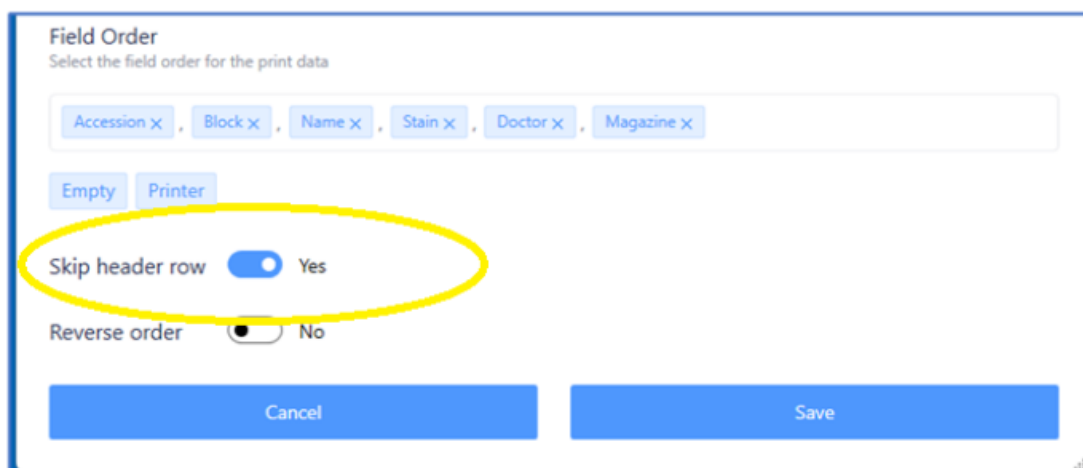 Field Order
Select the field order for the print data
Accession × , Block × , Name × , Stain × , Doctor × , Magazine ×
Empty Printer
Skip header row Yes
Reverse order No
Cancel Save